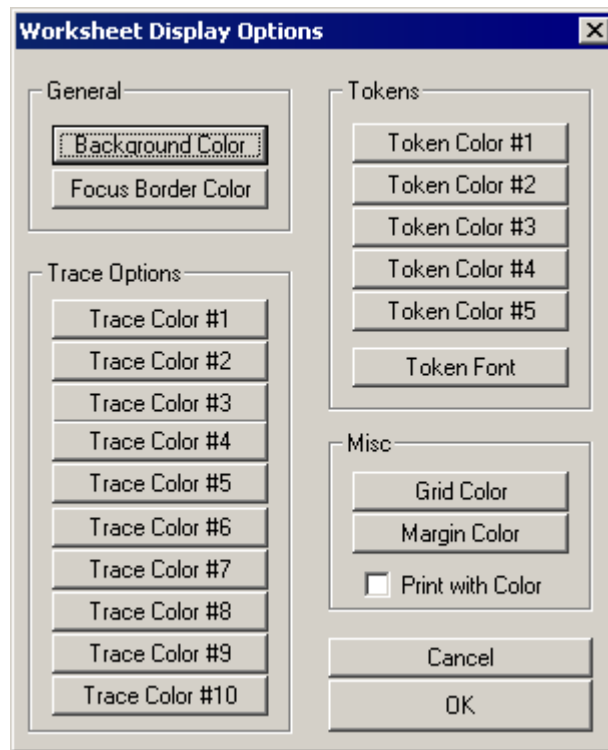 Worksheet Display Options
General
Background Color
Focus Border Color
Trace Options
Trace Color #1
Trace Color #2
Trace Color #3
Trace Color #4
Trace Color #5
Trace Color #6
Trace Color #7
Trace Color #8
Trace Color #9
Trace Color #10
Tokens
Token Color #1
Token Color #2
Token Color #3
Token Color #4
Token Color #5
Token Font
Misc
Grid Color
Margin Color
Print with Color
Cancel
OK